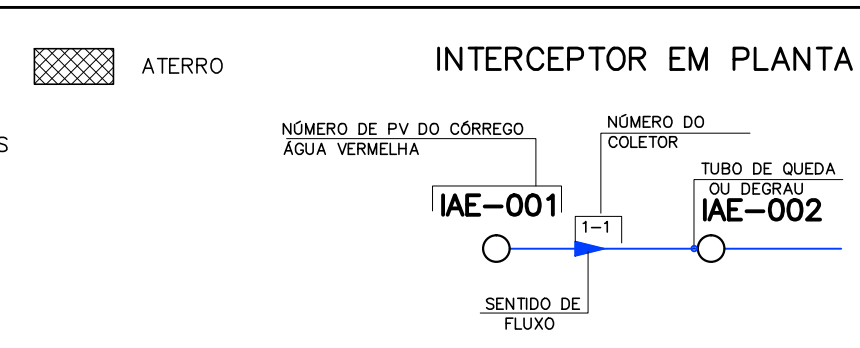 ATERRO
INTERCEPTOR EM PLANTA
S
NÚMERO DE PV DO CÓRREGO
ÁGUA VERMELHA
NÚMERO DO
COLETOR
TUBO DE QUEDA
OU DEGRAU
IAE-001
IAE-002
1-1
SENTIDO DE
FLUXO